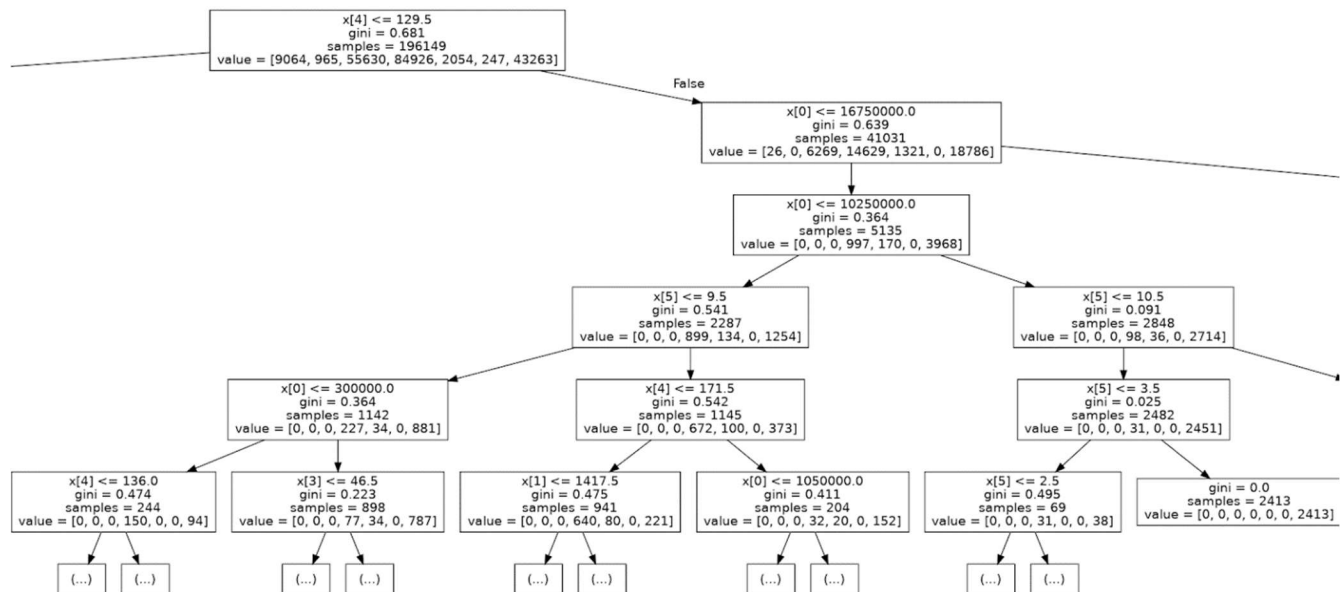 x[4] <= 129.5
gini = 0.681
samples = 196149
value = [9064, 965, 55630, 84926, 2054, 247, 43263]
False
x[0] <= 16750000.0
gini = 0.639
samples = 41031
value = [26, 0, 6269, 14629, 1321, 0, 18786]
x[0] <= 10250000.0
gini = 0.364
samples = 5135
value = [0, 0, 0, 997, 170, 0, 3968]
x[5] <= 9.5
gini = 0.541
samples = 2287
value = [0, 0, 0, 899, 134, 0, 1254]
x[5] <= 10.5
gini = 0.091
samples = 2848
value = [0, 0, 0, 98, 36, 0, 2714]
x[0] <= 300000.0
gini = 0.364
samples = 1142
value = [0, 0, 0, 227, 34, 0, 881]
x[4] <= 171.5
gini = 0.542
samples = 1145
value = [0, 0, 0, 672, 100, 0, 373]
x[5] <= 3.5
gini = 0.025
samples = 2482
value = [0, 0, 0, 31, 0, 0, 2451]
x[4] <= 136.0
gini = 0.474
samples = 244
value = [0, 0, 0, 150, 0, 0, 94]
x[3] <= 46.5
gini = 0.223
samples = 898
value = [0, 0, 0, 77, 34, 0, 787]
x[1] <= 1417.5
gini = 0.475
samples = 941
value = [0, 0, 0, 640, 80, 0, 221]
x[0] <= 1050000.0
gini = 0.411
samples = 204
value = [0, 0, 0, 32, 20, 0, 152]
x[5] <= 2.5
gini = 0.495
samples = 69
value = [0, 0, 0, 31, 0, 0, 38]
gini = 0.0
samples = 2413
value = [0, 0, 0, 0, 0, 0, 2413]
(...)
(...)
(...)
(...)
(...)
(...)
(...)
(...)
(...)
(...)